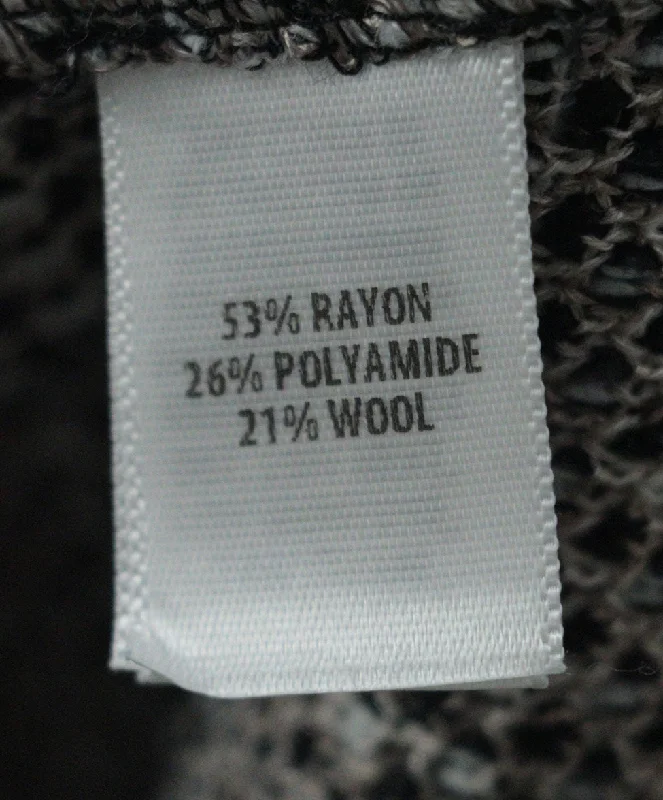 53% RAYON
26% POLYAMIDE
21% WOOL